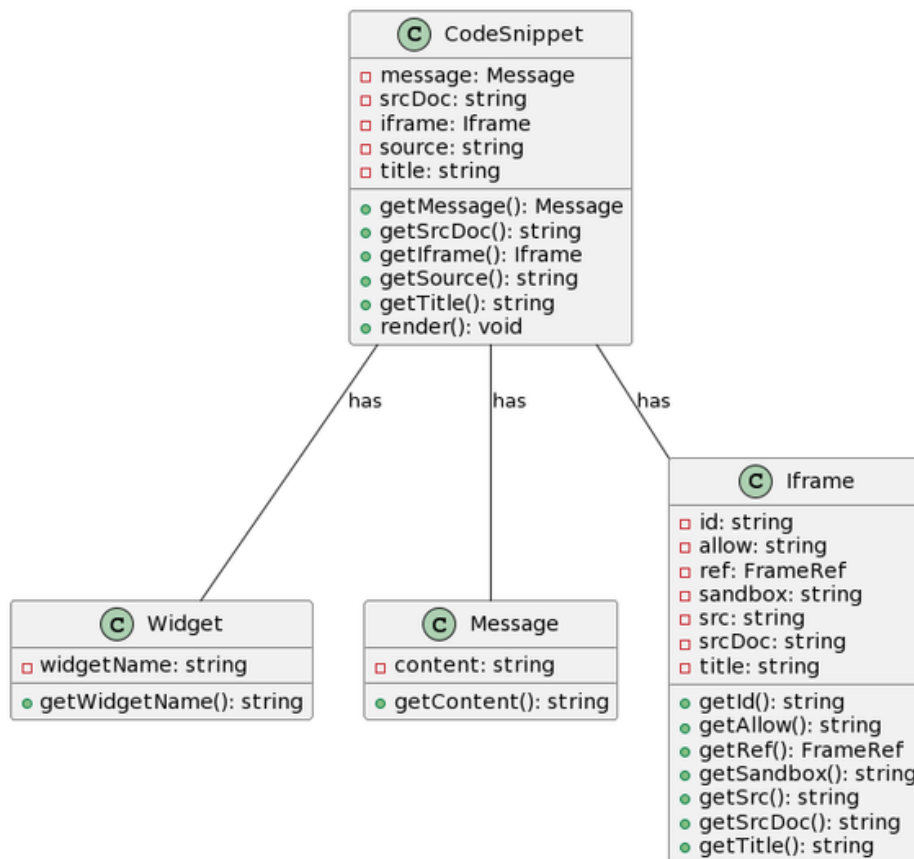 C CodeSnippet
message: Message
srcDoc: string
iframe: Iframe
source: string
title: string
getMessage(): Message
getSrcDoc(): string
getIframe(): Iframe
getSource(): string
getTitle(): string
render(): void
has
has
has
C Widget
widgetName: string
getWidgetName(): string
C Message
content: string
getContent(): string
C Iframe
id: string
allow: string
ref: FrameRef
sandbox: string
src: string
srcDoc: string
title: string
getId(): string
getAllow(): string
getRef(): FrameRef
getSandbox(): string
getSrc(): string
getSrcDoc(): string
getTitle(): string